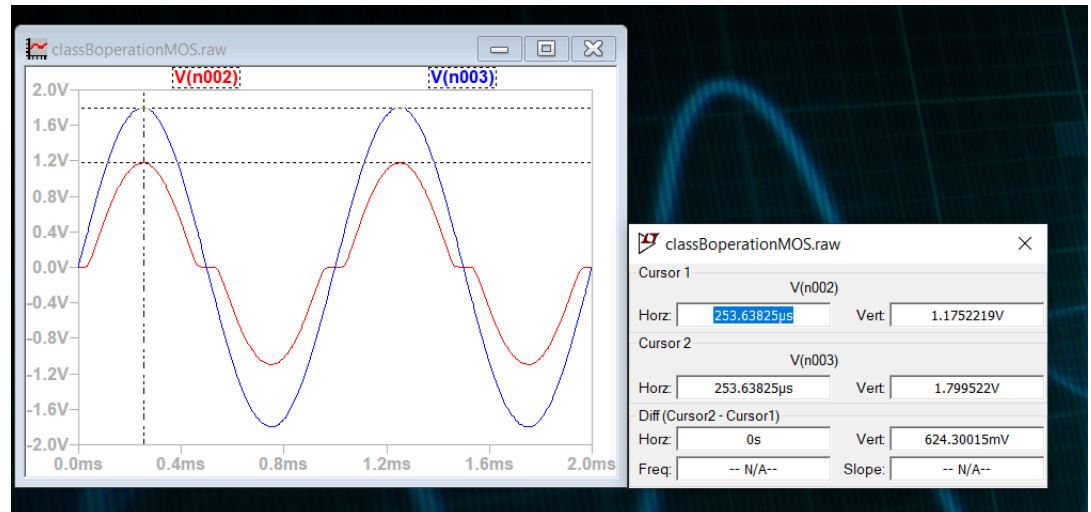 classBoperationMOS.raw
V(n002) V(n003)
2.0V
1.6V
1.2V
0.8V
0.4V
0.0V
-0.4V
-0.8V
-1.2V
-1.6V
-2.0V
0.0ms 0.4ms 0.8ms 1.2ms 1.6ms 2.0ms
classBoperationMOS.raw
Cursor 1
V(n002)
Horz: 253.63825µs Vert: 1.1752219V
Cursor 2
V(n003)
Horz: 253.63825µs Vert: 1.799522V
Diff (Cursor2 - Cursor1)
Horz: 0s Vert: 624.30015mV
Freq: -- N/A-- Slope: -- N/A--